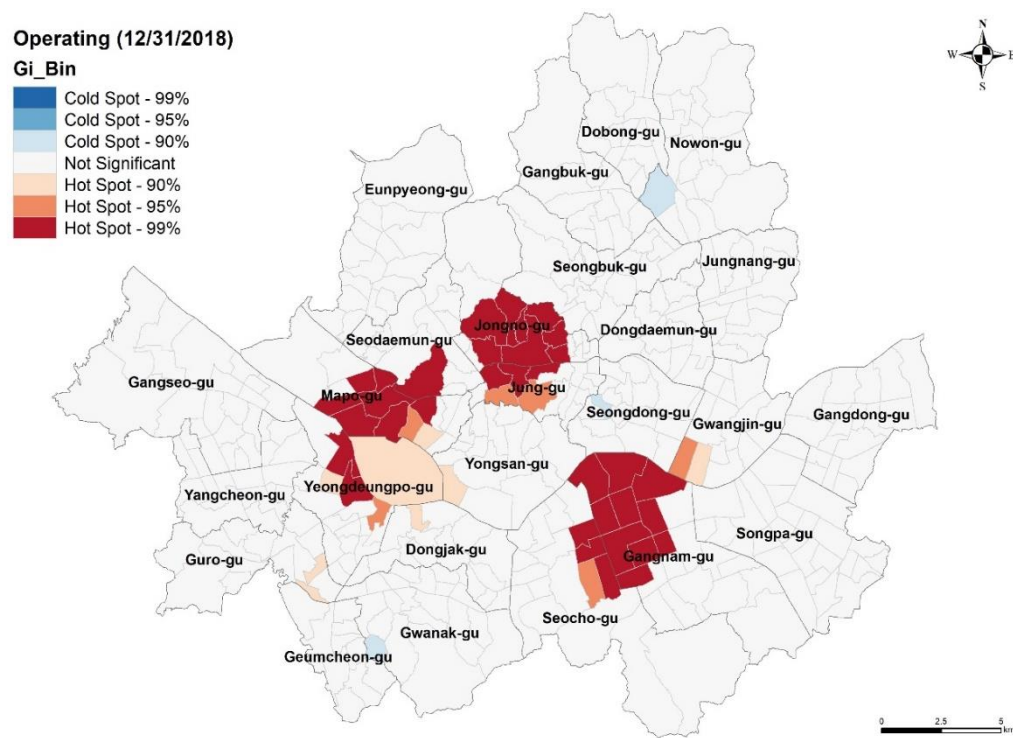 Operating (12/31/2018)
Gi_Bin
Cold Spot - 99%
Cold Spot - 95%
Cold Spot - 90%
Not Significant
Hot Spot - 90%
Hot Spot - 95%
Hot Spot - 99%
N
W E
S
Dobong-gu
Nowon-gu
Gangbuk-gu
Eunpyeong-gu
Seongbuk-gu
Jungnang-gu
Jongno-gu
Dongdaemun-gu
Seodaemun-gu
Gangseo-gu
Mapo-gu
Jung-gu
Seongdong-gu
Gwangjin-gu
Gangdong-gu
Yongsan-gu
Yeongdeungpo-gu
Yangcheon-gu
Songpa-gu
Guro-gu
Dongjak-gu
Gangnam-gu
Seocho-gu
Gwanak-gu
Geumcheon-gu
0 2.5 5
km